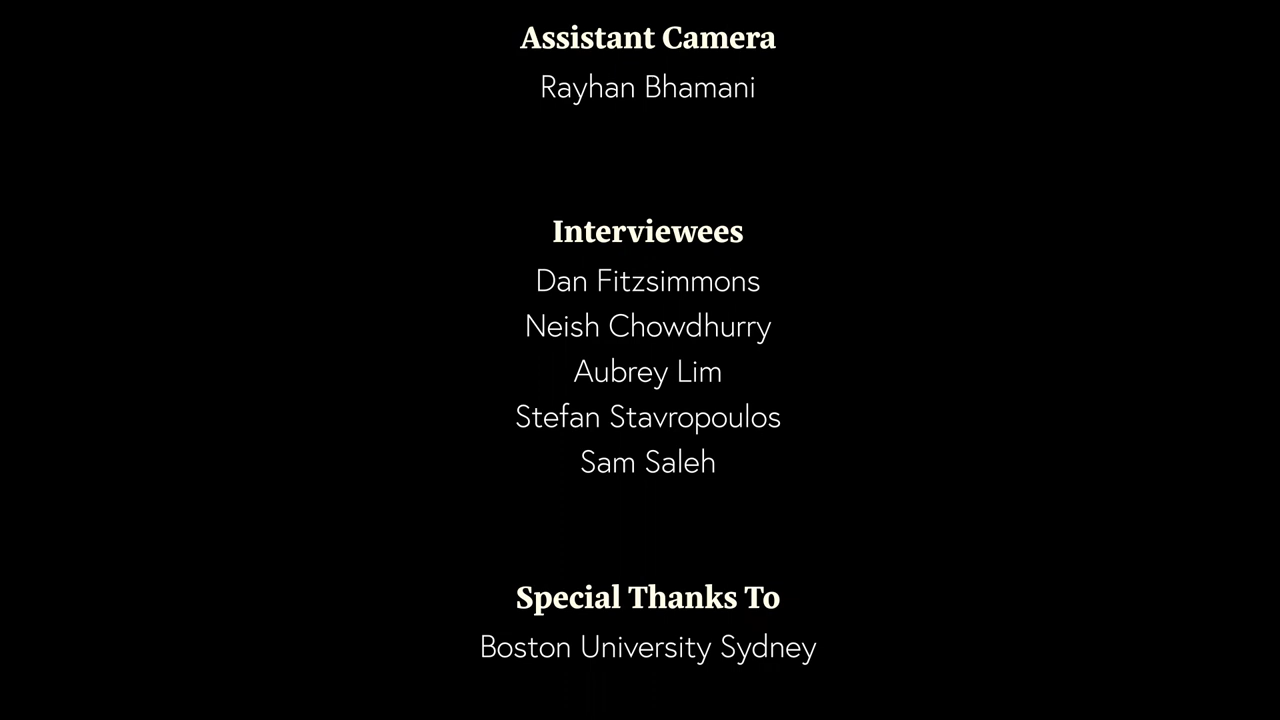 Assistant Camera
Rayhan Bhamani
Interviewees
Dan Fitzsimmons
Neish Chowdhurry
Aubrey Lim
Stefan Stavropoulos
Sam Saleh
Special Thanks To
Boston University Sydney